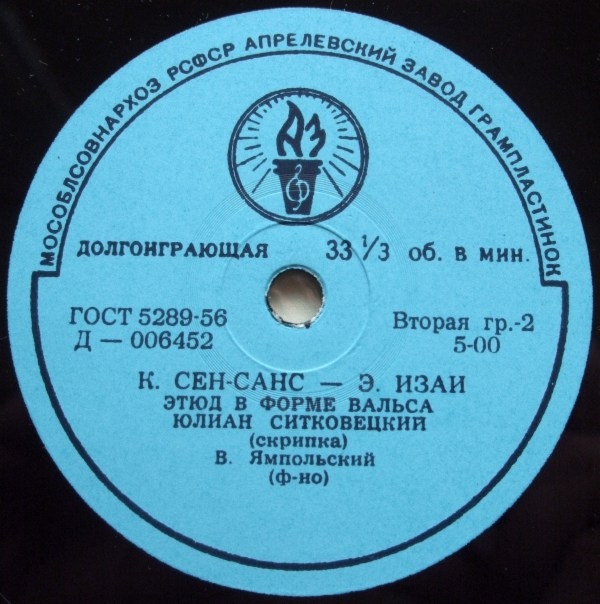 МОСОБЛСОВНАРХОЗ РСФСР АПРЕЛЕВСКИЙ ЗАВОД ГРАМПЛАСТИНОК
АЗ
ДОЛГОИГРАЮЩАЯ 33 1/3 об. в мин.
ГОСТ 5289-56 Вторая гр.-2
Д — 006452 5-00
К. СЕН-САНС — Э. ИЗАИ
ЭТЮД В ФОРМЕ ВАЛЬСА
ЮЛИАН СИТКОВЕЦКИЙ
(скрипка)
В. Ямпольский
(ф-но)